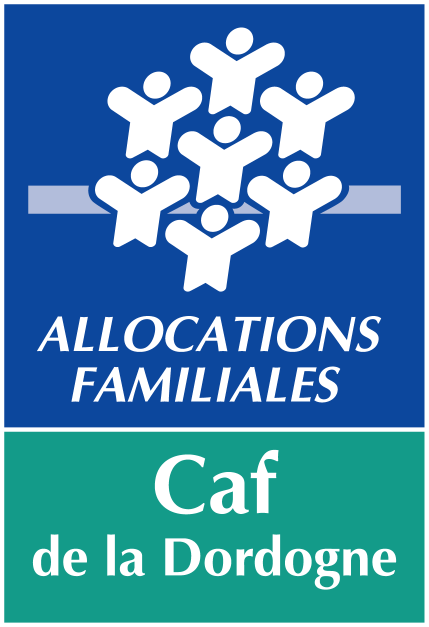 ALLOCATIONS
FAMILIALES
Caf
de la Dordogne